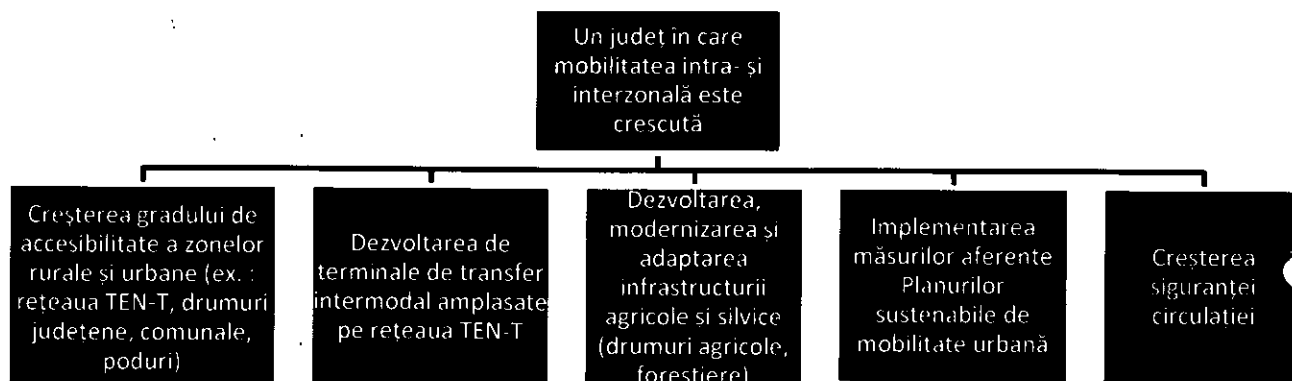 Un județ în care
mobilitatea intra- și
interzonală este
crescută
Creșterea gradului de
accesibilitate a zonelor
rurale și urbane (ex. :
rețeaua TEN-T, drumuri
județene, comunale,
poduri)
Dezvoltarea de
terminale de transfer
intermodal amplasate
pe rețeaua TEN-T
Dezvoltarea,
modernizarea și
adaptarea
infrastructurii
agricole și silvice
(drumuri agricole,
forestiere)
Implementarea
măsurilor aferente
Planurilor
sustenabile de
mobilitate urbană
Creșterea
siguranței
circulației